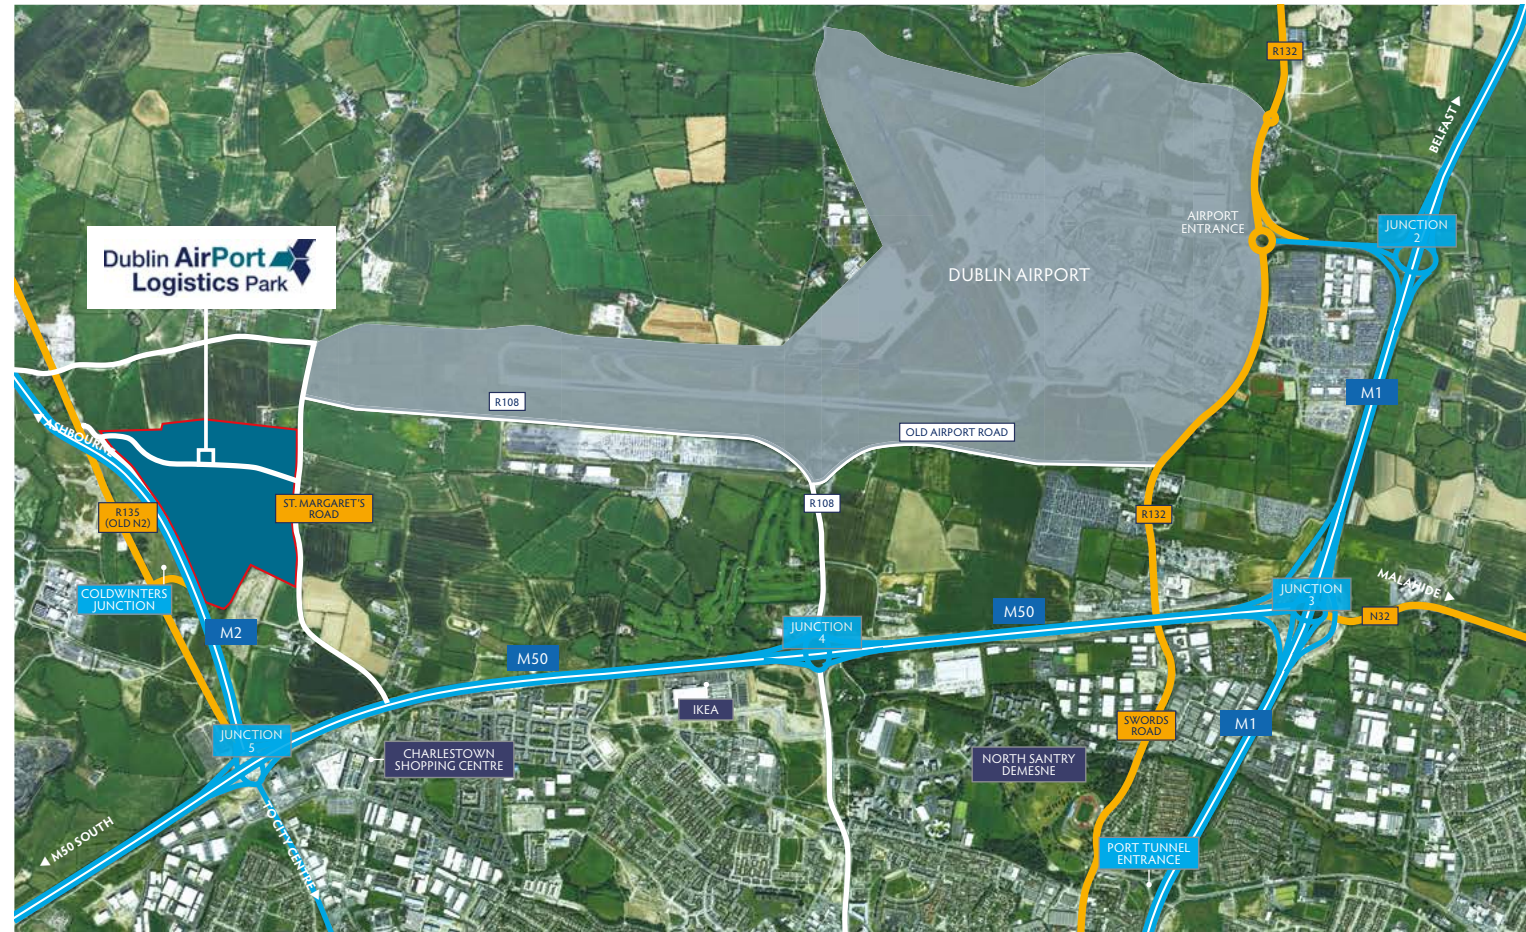 R132
BELFAST
AIRPORT
ENTRANCE
JUNCTION
2
Dublin AirPort
Logistics Park
DUBLIN AIRPORT
M1
R108
ASHBOURNE
OLD AIRPORT ROAD
ST. MARGARET'S
ROAD
R108
R135
(OLD N2)
R132
COLDWINTERS
JUNCTION
MALAHIDE
JUNCTION
3
M50
N32
JUNCTION
4
M2
M50
IKEA
SWORDS
ROAD
M1
JUNCTION
5
CHARLESTOWN
SHOPPING CENTRE
NORTH SANTRY
DEMESNE
M50 SOUTH
TO CITY CENTRE
PORT TUNNEL
ENTRANCE